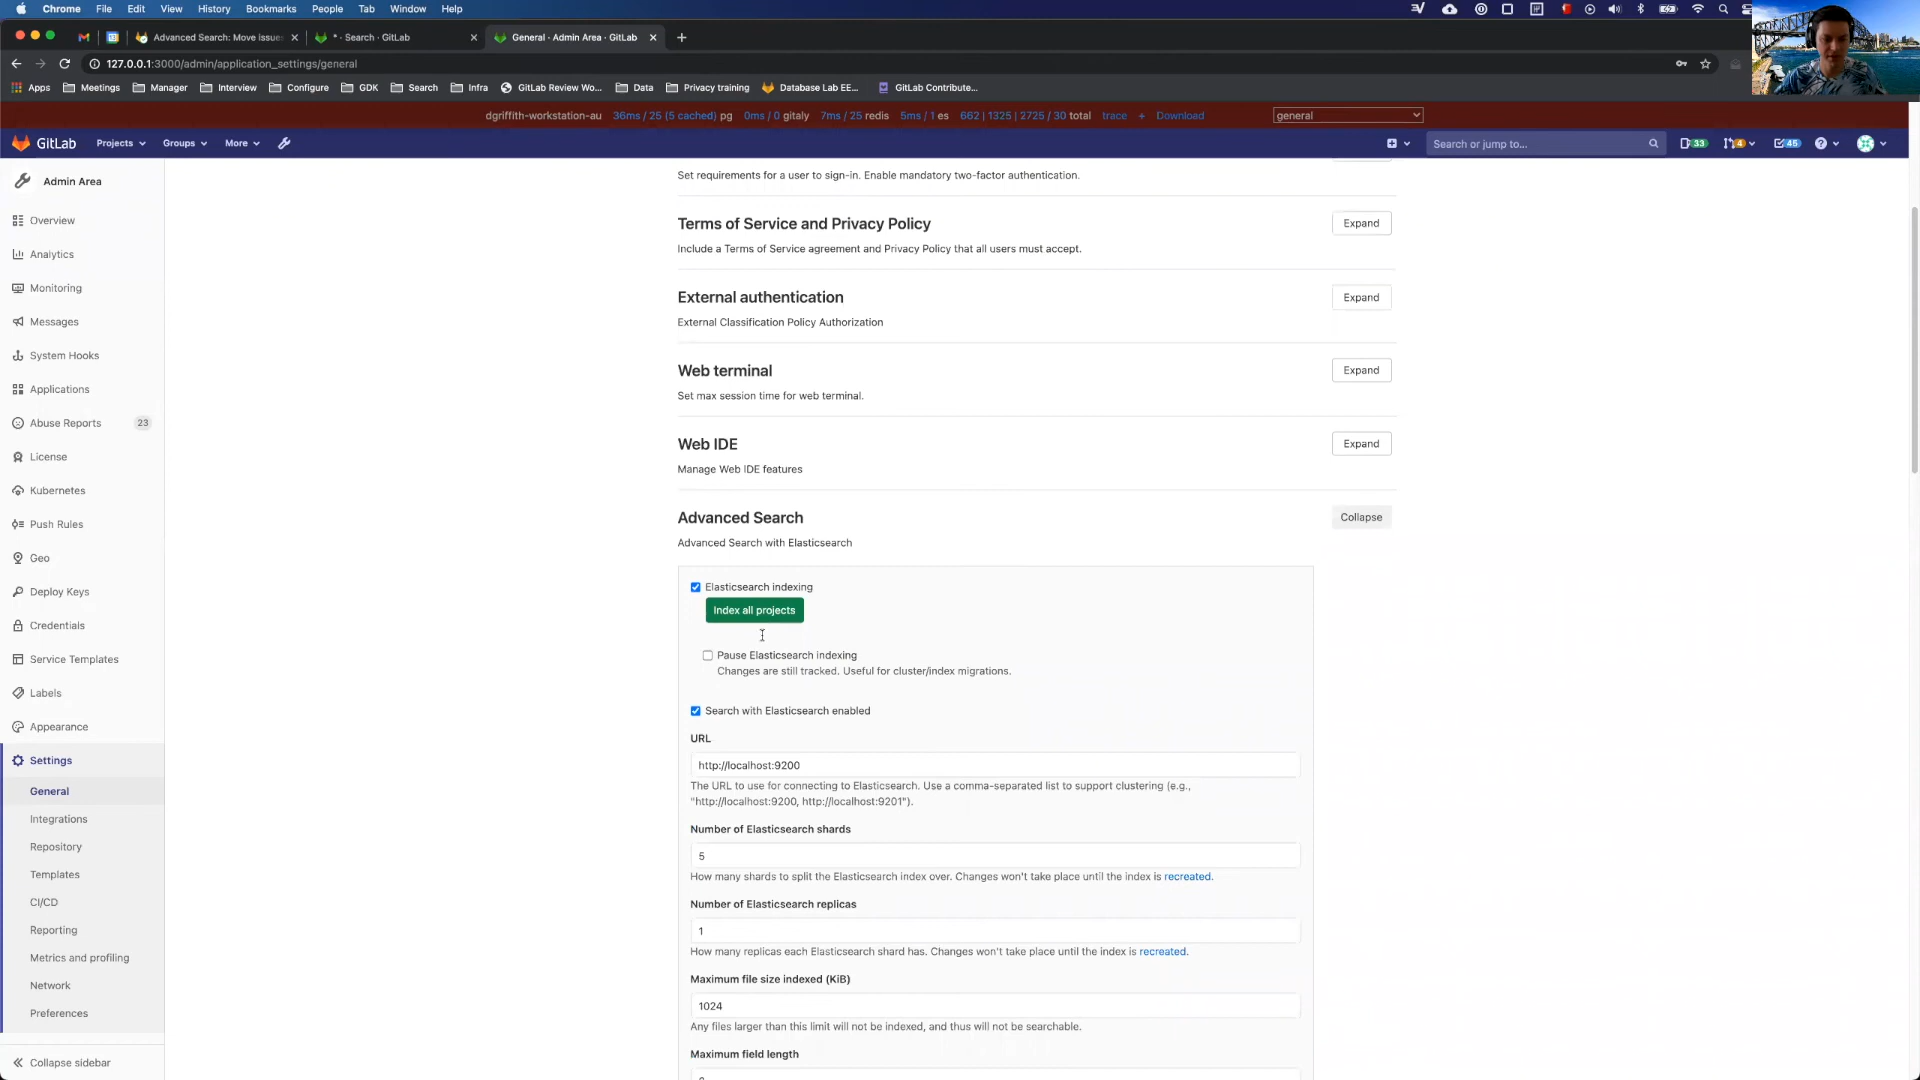 Chrome File Edit View History Bookmarks People Tab Window Help
Advanced Search: Move issues
* · Search · GitLab
General · Admin Area · GitLab
127.0.0.1:3000/admin/application_settings/general
Apps Meetings Manager Interview Configure GDK Search Infra GitLab Review Wo... Data Privacy training Database Lab EE... GitLab Contribute...
dgriffith-workstation-au 36ms / 25 (5 cached) pg 0ms / 0 gitaly 7ms / 25 redis 5ms / 1 es 662 | 1325 | 2725 / 30 total trace + Download general
GitLab Projects Groups More Search or jump to... 33 4 45
Admin Area
Overview
Analytics
Monitoring
Messages
System Hooks
Applications
Abuse Reports 23
License
Kubernetes
Push Rules
Geo
Deploy Keys
Credentials
Service Templates
Labels
Appearance
Settings
General
Integrations
Repository
Templates
CI/CD
Reporting
Metrics and profiling
Network
Preferences
Collapse sidebar
Set requirements for a user to sign-in. Enable mandatory two-factor authentication.
Terms of Service and Privacy Policy
Expand
Include a Terms of Service agreement and Privacy Policy that all users must accept.
External authentication
Expand
External Classification Policy Authorization
Web terminal
Expand
Set max session time for web terminal.
Web IDE
Expand
Manage Web IDE features
Advanced Search
Collapse
Advanced Search with Elasticsearch
Elasticsearch indexing
Index all projects
Pause Elasticsearch indexing
Changes are still tracked. Useful for cluster/index migrations.
Search with Elasticsearch enabled
URL
http://localhost:9200
The URL to use for connecting to Elasticsearch. Use a comma-separated list to support clustering (e.g.,
"http://localhost:9200, http://localhost:9201").
Number of Elasticsearch shards
5
How many shards to split the Elasticsearch index over. Changes won't take place until the index is recreated.
Number of Elasticsearch replicas
1
How many replicas each Elasticsearch shard has. Changes won't take place until the index is recreated.
Maximum file size indexed (KiB)
1024
Any files larger than this limit will not be indexed, and thus will not be searchable.
Maximum field length